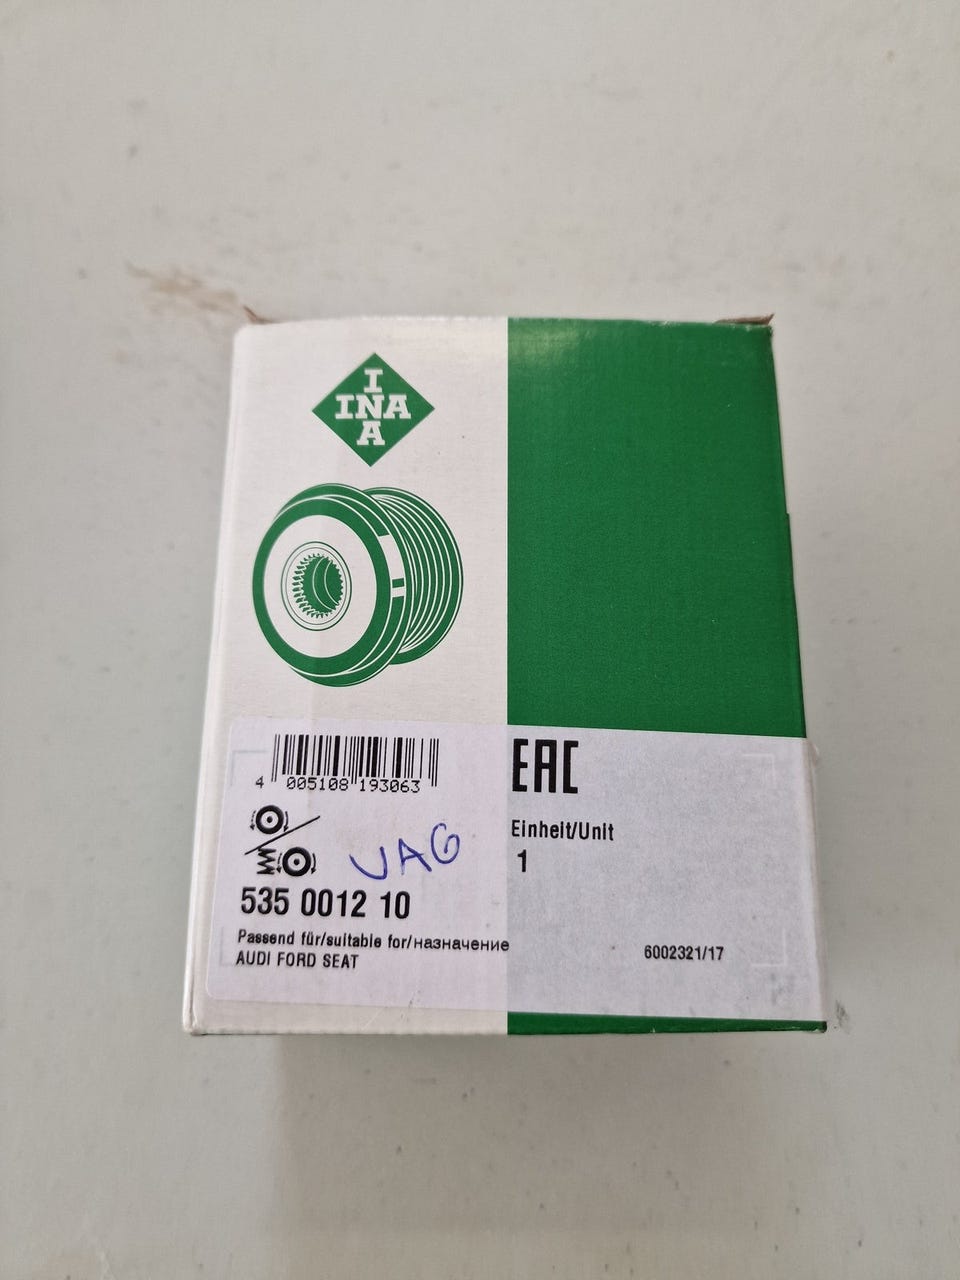 I
INA
A
4 005108 193063
EAC
Einheit/Unit
1
VAG
535 0012 10
Passend für/suitable for/назначение
AUDI FORD SEAT
6002321/17